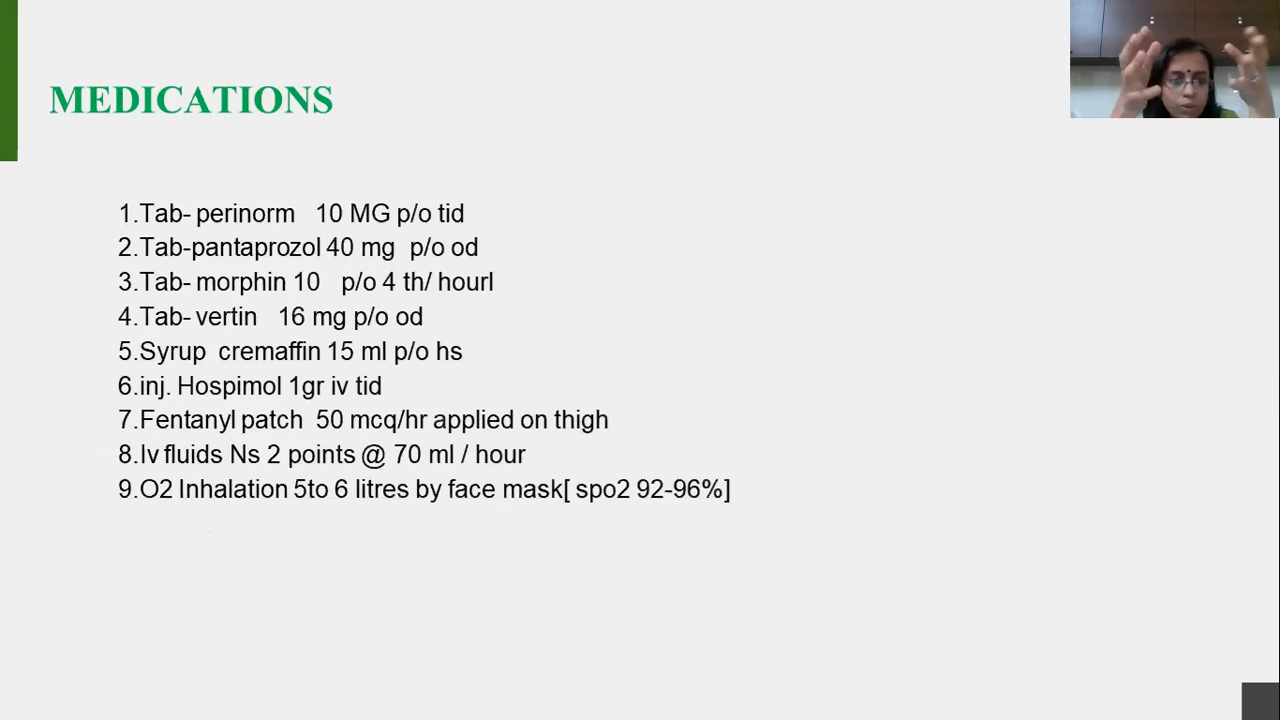 MEDICATIONS
1.Tab- perinorm 10 MG p/o tid
2.Tab-pantaprozol 40 mg p/o od
3.Tab- morphin 10 p/o 4 th/ hourl
4.Tab- vertin 16 mg p/o od
5.Syrup cremaffin 15 ml p/o hs
6.inj. Hospimol 1gr iv tid
7.Fentanyl patch 50 mcq/hr applied on thigh
8.Iv fluids Ns 2 points @ 70 ml / hour
9.O2 Inhalation 5to 6 litres by face mask[ spo2 92-96%]